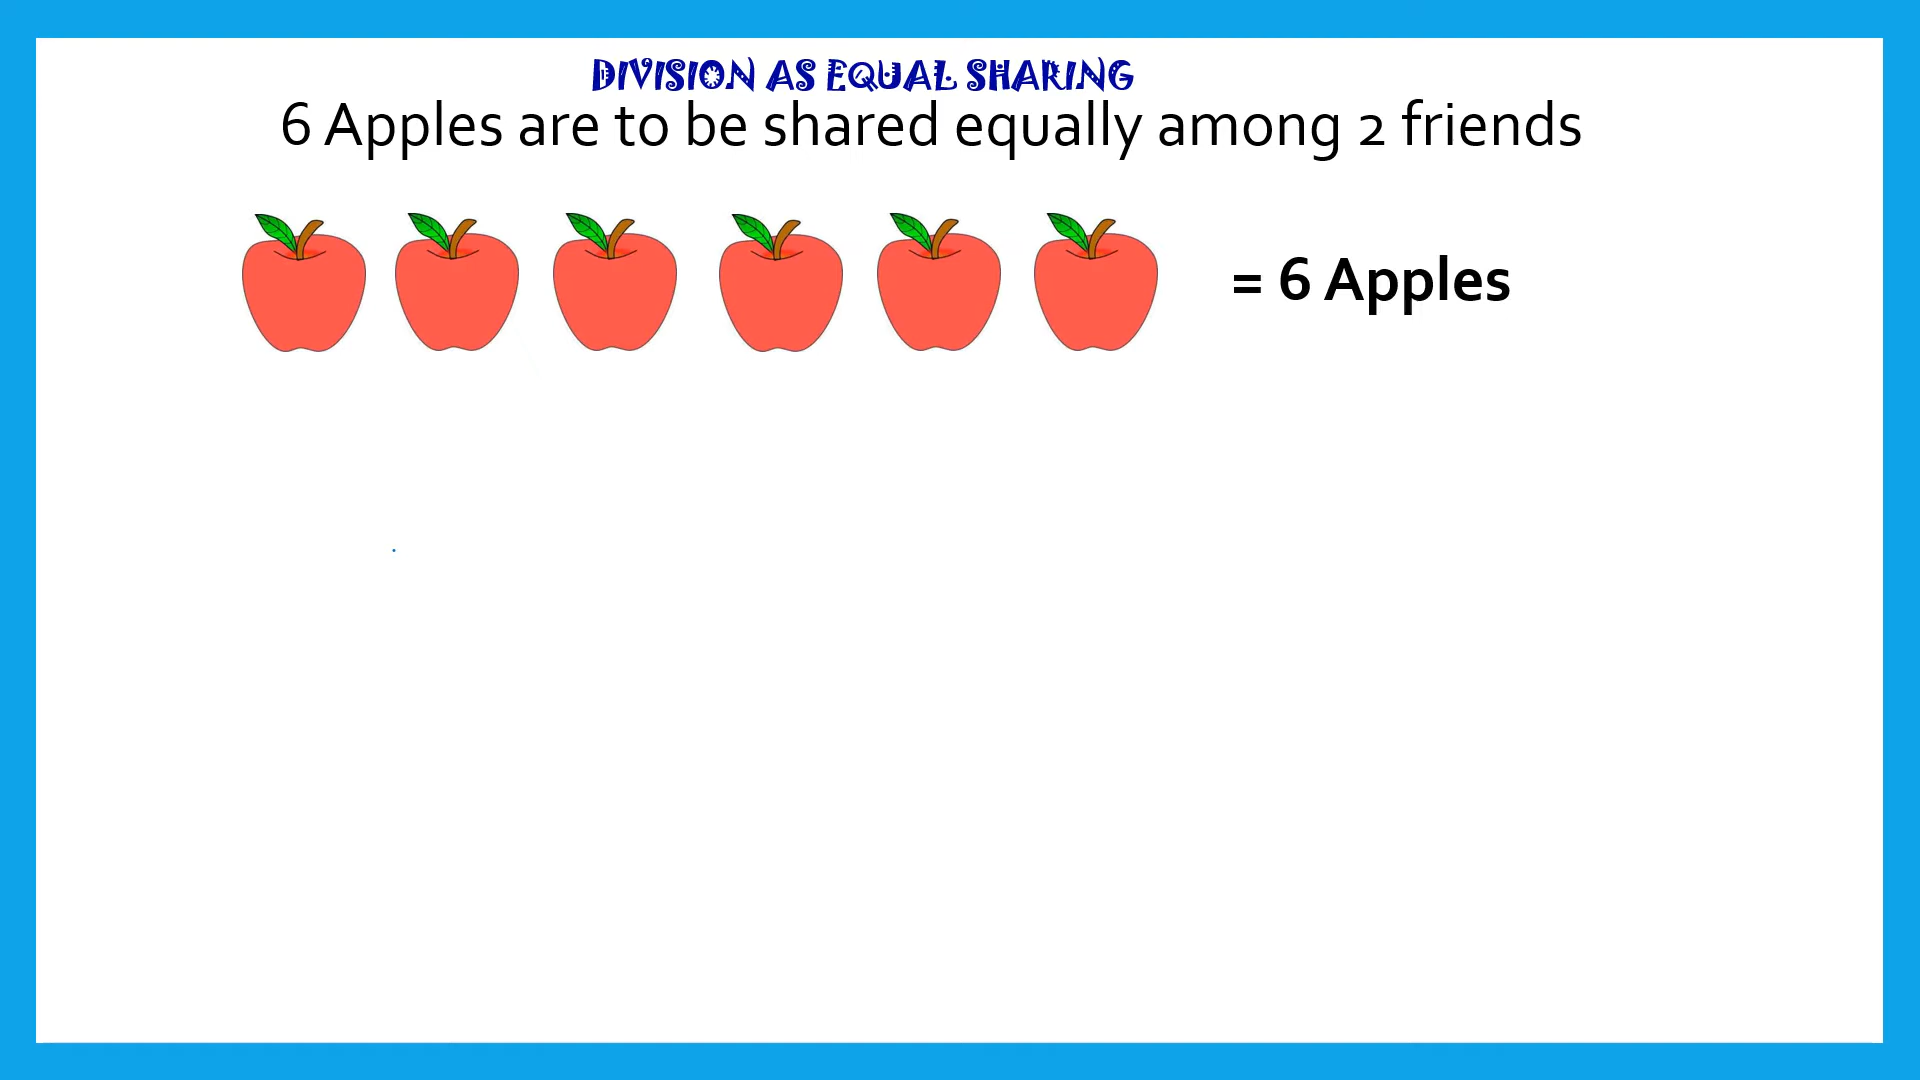 DIVISION AS EQUAL SHARING
6 Apples are to be shared equally among 2 friends
= 6 Apples